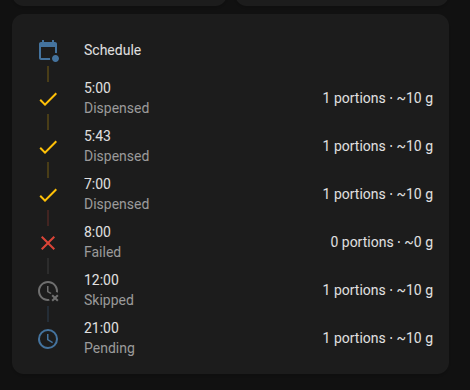 Schedule
5:00
Dispensed
1 portions · ~10 g
5:43
Dispensed
1 portions · ~10 g
7:00
Dispensed
1 portions · ~10 g
8:00
Failed
0 portions · ~0 g
12:00
Skipped
1 portions · ~10 g
21:00
Pending
1 portions · ~10 g